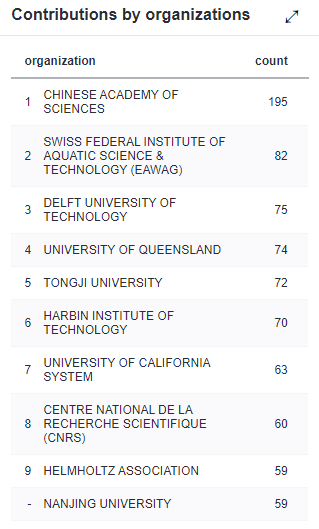 Contributions by organizations
organization count
1 CHINESE ACADEMY OF
SCIENCES 195
2 SWISS FEDERAL INSTITUTE OF
AQUATIC SCIENCE &
TECHNOLOGY (EAWAG) 82
3 DELFT UNIVERSITY OF
TECHNOLOGY 75
4 UNIVERSITY OF QUEENSLAND 74
5 TONGJI UNIVERSITY 72
6 HARBIN INSTITUTE OF
TECHNOLOGY 70
7 UNIVERSITY OF CALIFORNIA
SYSTEM 63
8 CENTRE NATIONAL DE LA
RECHERCHE SCIENTIFIQUE
(CNRS) 60
9 HELMHOLTZ ASSOCIATION 59
- NANJING UNIVERSITY 59